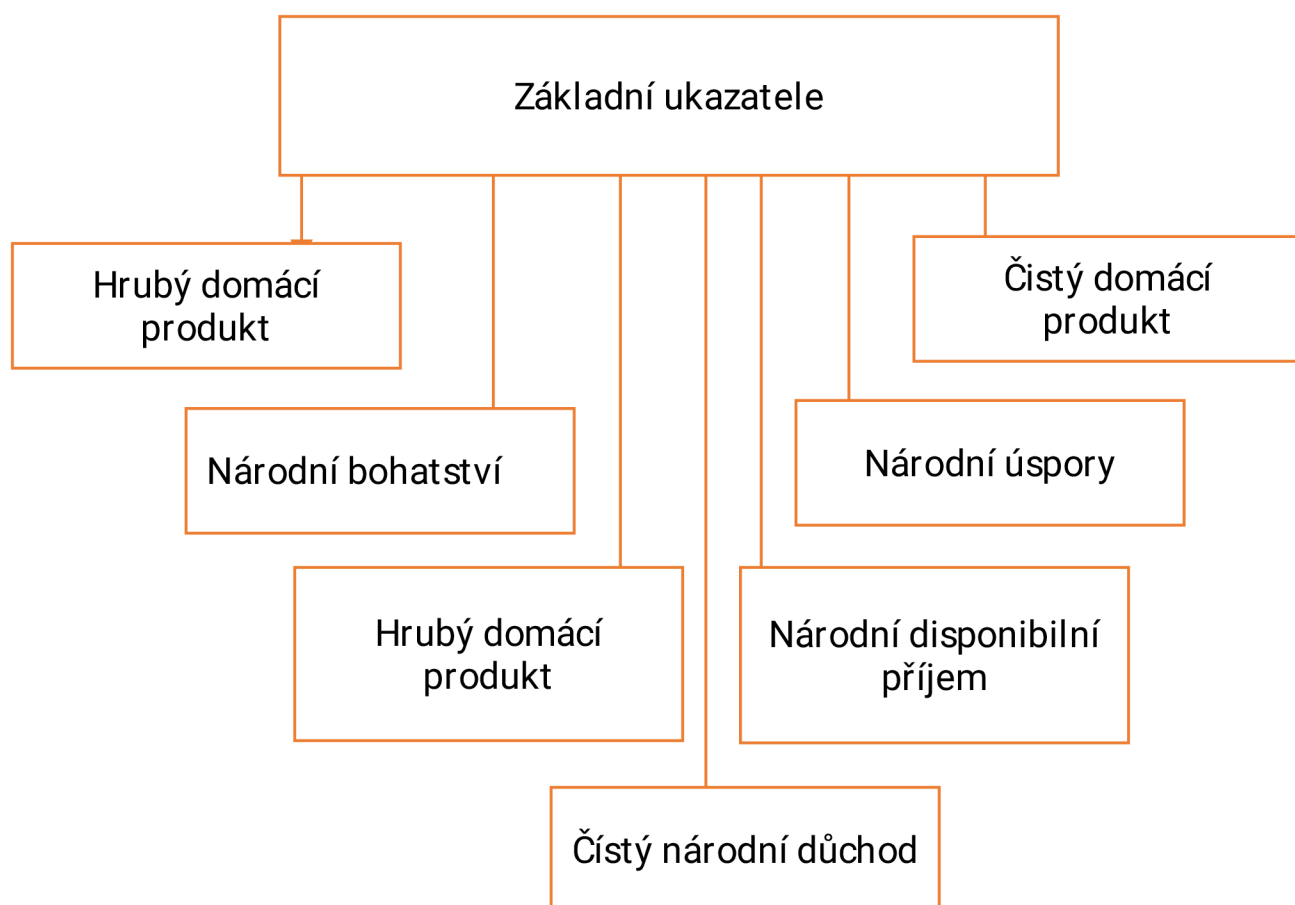 Základní ukazatele
Hrubý domácí
produkt
Čistý domácí
produkt
Národní bohatství
Národní úspory
Hrubý domácí
produkt
Národní disponibilní
příjem
Čístý národní důchod